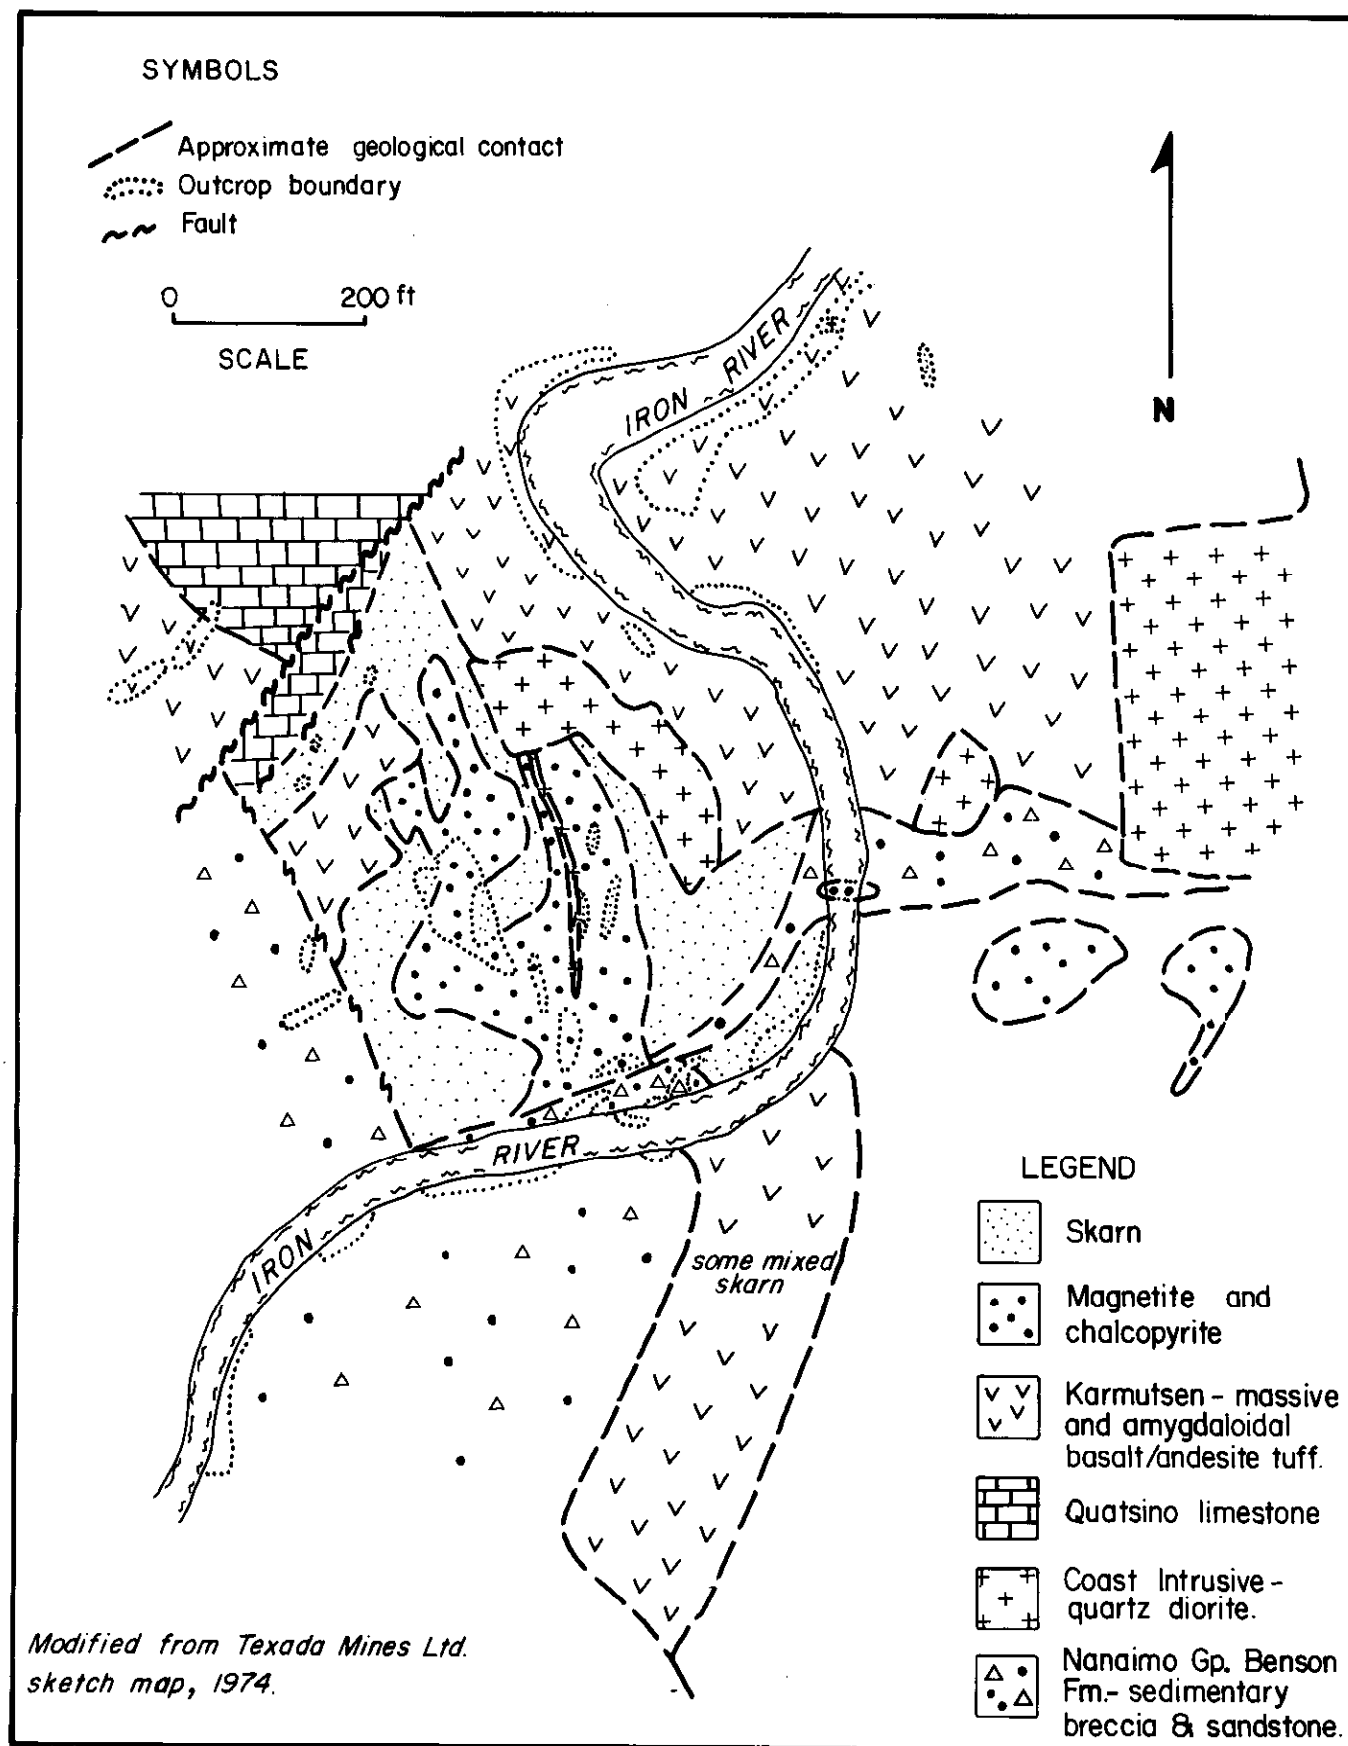 SYMBOLS
Approximate geological contact
Outcrop boundary
Fault
0 200 ft
SCALE
IRON RIVER
N
RIVER
IRON
some mixed
skarn
LEGEND
Skarn
Magnetite and
chalcopyrite
Karmutsen - massive
and amygdaloidal
basalt/andesite tuff.
Quatsino limestone
Coast Intrusive -
quartz diorite.
Nanaimo Gp. Benson
Fm.- sedimentary
breccia & sandstone.
Modified from Texada Mines Ltd.
sketch map, 1974.